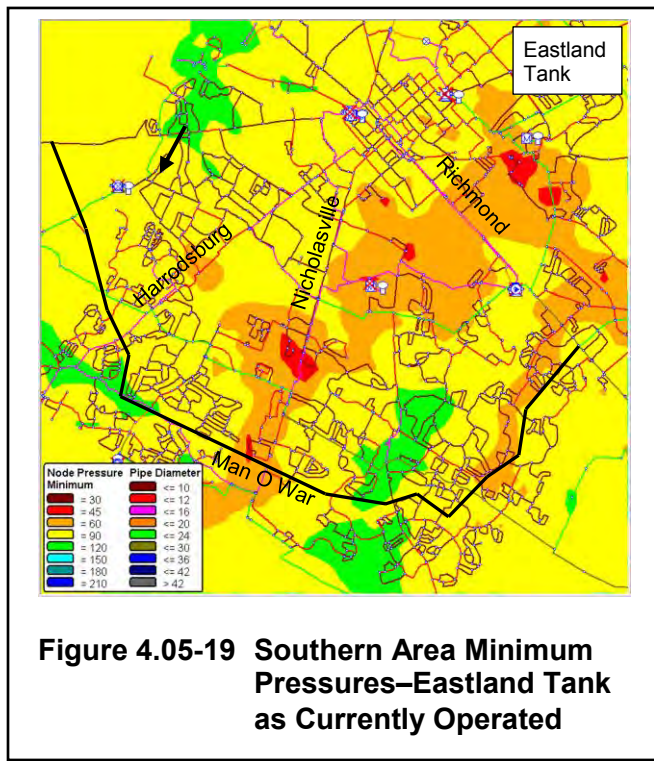 Eastland
Tank
Richmond
Nicholasville
Harrodsburg
Man O War
Node Pressure
Minimum
= 30
= 45
= 60
= 90
= 120
= 150
= 180
= 210
Pipe Diameter
<= 10
<= 12
<= 16
<= 20
<= 24
<= 30
<= 36
<= 42
> 42
Figure 4.05-19 Southern Area Minimum
Pressures–Eastland Tank
as Currently Operated